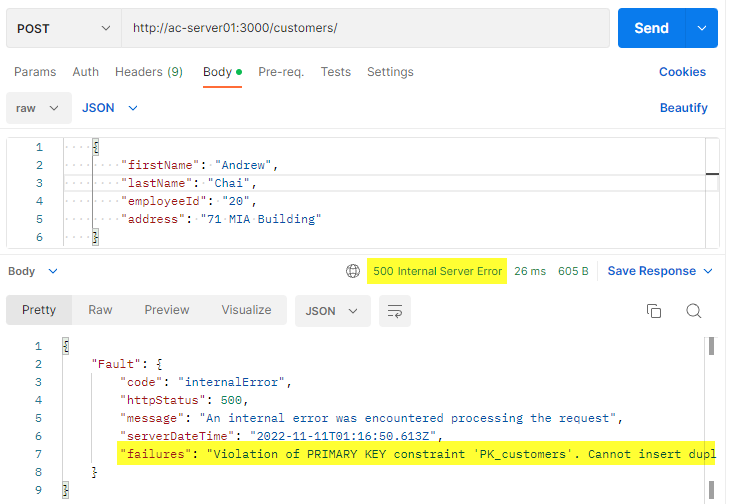 POST http://ac-server01:3000/customers/ Send
Params Auth Headers (9) Body Pre-req. Tests Settings Cookies
raw JSON Beautify
1 {
2 "firstName": "Andrew",
3 "lastName": "Chai",
4 "employeeId": "20",
5 "address": "71 MIA Building"
6 }
Body 500 Internal Server Error 26 ms 605 B Save Response
Pretty Raw Preview Visualize JSON
1 {
2 "Fault": {
3 "code": "internalError",
4 "httpStatus": 500,
5 "message": "An internal error was encountered processing the request",
6 "serverDateTime": "2022-11-11T01:16:50.613Z",
7 "failures": "Violation of PRIMARY KEY constraint 'PK_customers'. Cannot insert dupl
8 }
9 }